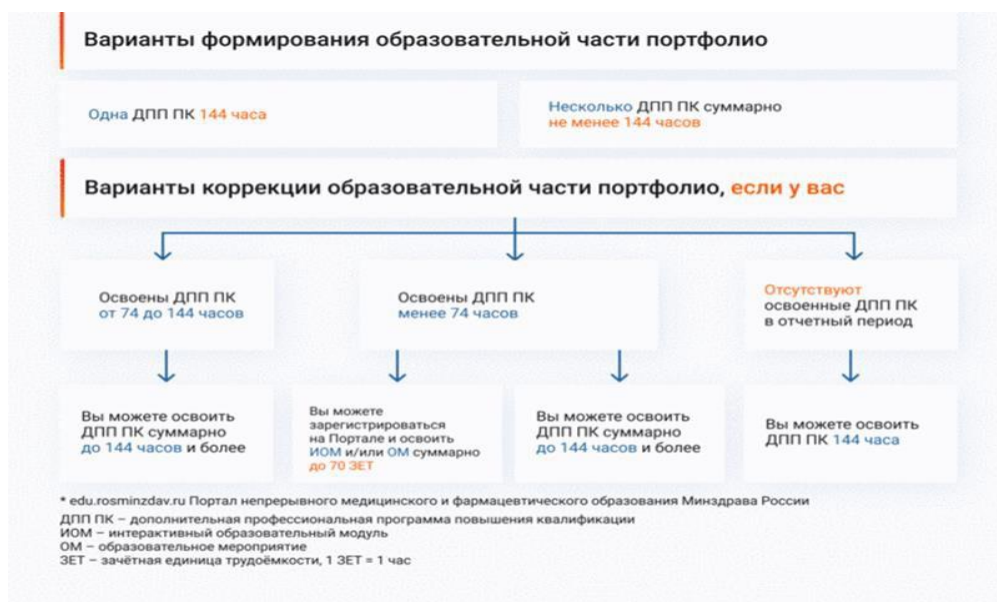 Варианты формирования образовательной части портфолио
Одна ДПП ПК 144 часа
Несколько ДПП ПК суммарно
не менее 144 часов
Варианты коррекции образовательной части портфолио, если у вас
Освоены ДПП ПК
от 74 до 144 часов
Освоены ДПП ПК
менее 74 часов
Отсутствуют
освоенные ДПП ПК
в отчетный период
Вы можете освоить
ДПП ПК суммарно
до 144 часов и более
Вы можете
зарегистрироваться
на Портале и освоить
ИОМ и/или ОМ суммарно
до 70 ЗЕТ
Вы можете освоить
ДПП ПК суммарно
до 144 часов и более
Вы можете освоить
ДПП ПК 144 часа
* edu.rosminzdav.ru Портал непрерывного медицинского и фармацевтического образования Минздрава России
ДПП ПК – дополнительная профессиональная программа повышения квалификации
ИОМ – интерактивный образовательный модуль
ОМ – образовательное мероприятие
ЗЕТ – зачётная единица трудоёмкости, 1 ЗЕТ = 1 час